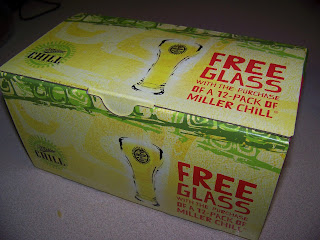 CHILL
FREE
GLASS
WITH THE PURCHASE
OF A 12-PACK OF
MILLER CHILL
CHILL
FREE
GLASS
WITH THE PURCHASE
OF A 12-PACK OF
MILLER CHILL